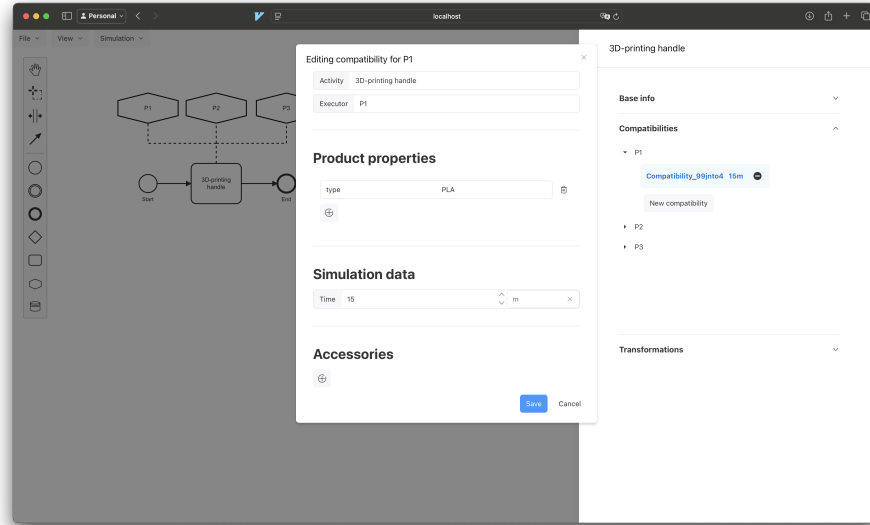 Personal
localhost
File
View
Simulation
P1
P2
P3
3D-printing
handle
Start
End
Editing compatibility for P1
Activity 3D-printing handle
Executor P1
Product properties
type PLA
Simulation data
Time 15 m
Accessories
Save Cancel
3D-printing handle
Base info
Compatibilities
P1
Compatibility_99jnto4 15m
New compatibility
P2
P3
Transformations